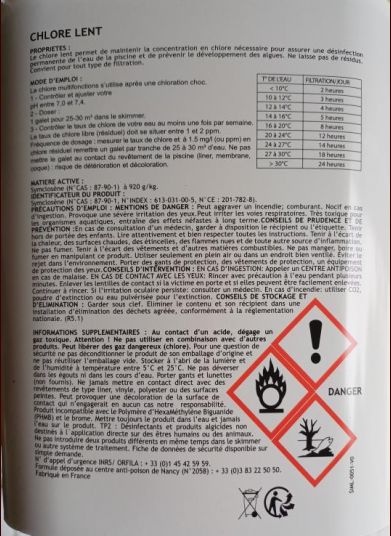 CHLORE LENT
PROPRIETES :
Le chlore lent permet de maintenir la concentration en chlore nécessaire pour assurer une désinfection
permanente de l'eau de la piscine et de prévenir le développement des algues. Ne laisse pas de résidus.
Convient pour tout type de filtration.
MODE D'EMPLOI :
Le chlore multifonctions s'utilise après une chloration choc.
1 - Contrôler et ajuster votre
pH entre 7,0 et 7,4.
2 - Doser :
1 galet pour 25-30 m³ dans le skimmer.
3 - Contrôler le taux de chlore de votre eau au moins une fois par semaine.
Le taux de chlore libre (résiduel) doit se situer entre 1 et 2 ppm.
Fréquence de dosage : mesurer le taux de chlore et à 1.5 mg/l (ou ppm) en
chlore résiduel remettre un galet par tranche de 25 à 30 m³ d'eau. Ne pas
mettre le galet au contact du revêtement de la piscine (liner, membrane,
coque) : risque de détérioration et décoloration.
T° DE L'EAU FILTRATION/JOUR
< 10°C 2 heures
10 à 12°C 3 heures
12 à 14°C 4 heures
14 à 16°C 5 heures
16 à 20°C 8 heures
20 à 24°C 12 heures
24 à 27°C 14 heures
27 à 30°C 18 heures
> 30°C 24 heures
MATIERE ACTIVE :
Symclosène (N°CAS : 87-90-1) à 920 g/kg.
IDENTIFICATEUR DU PRODUIT :
Symclosène (N°CAS : 87-90-1, N°INDEX : 613-031-00-5, N°CE : 201-782-8).
PRÉCAUTIONS D'EMPLOI : MENTIONS DE DANGER : Peut aggraver un incendie; comburant. Nocif en cas
d'ingestion. Provoque une sévère irritation des yeux. Peut irriter les voies respiratoires. Très toxique pour
les organismes aquatiques, entraîne des effets néfastes à long terme. CONSEILS DE PRUDENCE ET DE
PREVENTION : En cas de consultation d'un médecin, garder à disposition le récipient ou l'étiquette. Tenir
hors de portée des enfants. Lire attentivement et bien respecter toutes les instructions. Tenir à l'écart de
la chaleur, des surfaces chaudes, des étincelles, des flammes nues et de toute autre source d'inflammation.
Ne pas fumer. Tenir à l'écart des vêtements et d'autres matières combustibles. Ne pas manger, boire ou
fumer en manipulant ce produit. Utiliser seulement en plein air ou dans un endroit bien ventilé. Éviter le
rejet dans l'environnement. Porter des gants de protection, des vêtements de protection, un équipement
de protection des yeux. CONSEILS D'INTERVENTION : EN CAS D'INGESTION: Appeler un CENTRE ANTIPOISON
en cas de malaise. EN CAS DE CONTACT AVEC LES YEUX: Rincer avec précaution à l'eau pendant plusieurs
minutes. Enlever les lentilles de contact si la victime en porte et si elles peuvent être facilement enlevées.
Continuer à rincer. Si l'irritation oculaire persiste: consulter un médecin. En cas d'incendie: utiliser CO2,
poudre d'extinction ou eau pulvérisée pour l'extinction. CONSEILS DE STOCKAGE ET
D'ELIMINATION : Garder sous clef. Eliminer le contenu et son récipient dans une
installation d'élimination des déchets agréée, conformément à la réglementation
nationale. (R5.1)
INFORMATIONS SUPPLEMENTAIRES : Au contact d'un acide, dégage un
gaz toxique. Attention ! Ne pas utiliser en combinaison avec d'autres
produits. Peut libérer des gaz dangereux (chlore). Pour une question de
sécurité ne pas déconditionner le produit de son emballage d'origine et
ne pas réutiliser l'emballage vide. Stocker à l'abri de la lumière et
de l'humidité à température entre 5°C et 25°C. Ne pas déverser
dans les égouts ni dans les cours d'eau. Porter gants et lunettes
(non fournis). Ne jamais mettre en contact direct avec des
revêtements de type liner, vinyle, polyester ou des surfaces
peintes. Peut provoquer une décoloration de la surface de
contact qui n'engagerait en aucun cas notre responsabilité.
Produit incompatible avec le Polymère d'HexaMéthylène Biguanide
(PHMB) et le brome. Mettre toujours le produit dans l'eau et jamais
l'eau sur le produit. TP2 : Désinfectants et produits algicides non
destinés à l'application directe sur des êtres humains ou des animaux.
Ne pas introduire deux produits différents en même temps dans le skimmer
ou autre système de traitement. Fiche de données de sécurité disponible sur
simple demande.
N° d'appel d'urgence INRS/ ORFILA : + 33 (0)1 45 42 59 59.
Formule déposée au centre anti-poison de Nancy (N°2058) : + 33 (0)3 83 22 50 50.
Fabriqué en France
DANGER